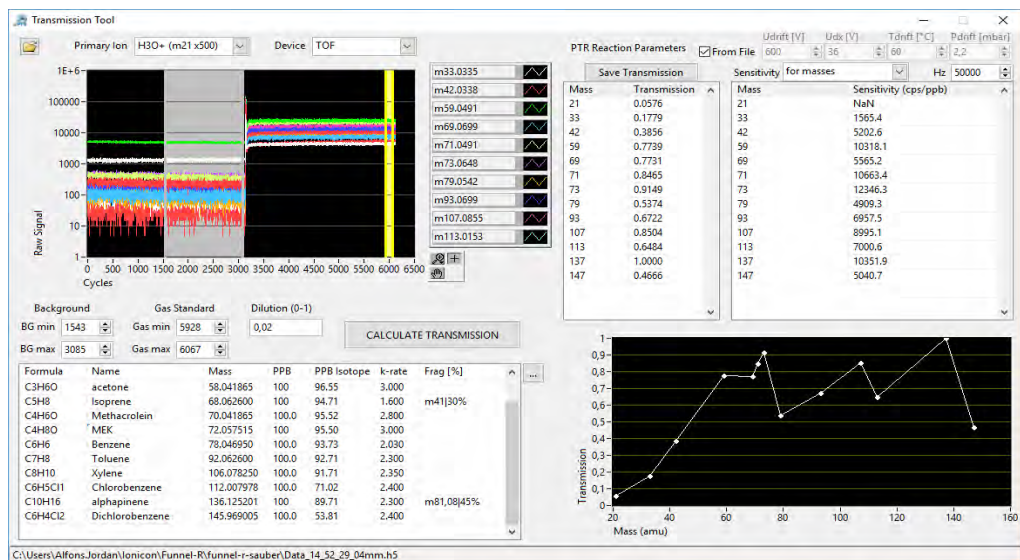 Transmission Tool
Primary Ion H3O+ (m21 x500) Device TOF
PTR Reaction Parameters From File
Udrift [V] Udx [V] Tdrift [°C] Pdrift [mbar]
600 36 60 2,2
Save Transmission Sensitivity for masses Hz 50000
Raw Signal
1E+6
100000
10000
1000
100
10
1
0 500 1000 1500 2000 2500 3000 3500 4000 4500 5000 5500 6000 6500
Cycles
m33.0335
m42.0338
m59.0491
m69.0699
m71.0491
m73.0648
m79.0542
m93.0699
m107.0855
m113.0153
Mass Transmission
21 0.0576
33 0.1779
42 0.3856
59 0.7739
69 0.7731
71 0.8465
73 0.9149
79 0.5374
93 0.6722
107 0.8504
113 0.6484
137 1.0000
147 0.4666
Mass Sensitivity (cps/ppb)
21 NaN
33 1565.4
42 5202.6
59 10318.1
69 5565.2
71 10663.4
73 12346.3
79 4909.3
93 6957.5
107 8995.1
113 7000.6
137 10351.9
147 5040.7
Background Gas Standard Dilution (0-1)
BG min 1543 Gas min 5928 0,02
BG max 3085 Gas max 6067
CALCULATE TRANSMISSION
Formula Name Mass PPB PPB Isotope k-rate Frag [%]
C3H6O acetone 58.041865 100 96.55 3.000
C5H8 Isoprene 68.062600 100 94.71 1.600 m41|30%
C4H6O Methacrolein 70.041865 100.0 95.52 2.800
C4H8O MEK 72.057515 100.0 95.50 3.000
C6H6 Benzene 78.046950 100.0 93.73 2.030
C7H8 Toluene 92.062600 100.0 92.71 2.300
C8H10 Xylene 106.078250 100.0 91.71 2.350
C6H5Cl1 Chlorobenzene 112.007978 100.0 71.02 2.400
C10H16 alphapinene 136.125201 100 89.71 2.300 m81,08|45%
C6H4Cl2 Dichlorobenzene 145.969005 100.0 53.81 2.400
...
Transmission
1
0,9
0,8
0,7
0,6
0,5
0,4
0,3
0,2
0,1
0
20 40 60 80 100 120 140 160
Mass (amu)
C:\Users\AlfonsJordan\Ionicon\Funnel-R\funnel-r-sauber\Data_14_52_29_04mm.h5